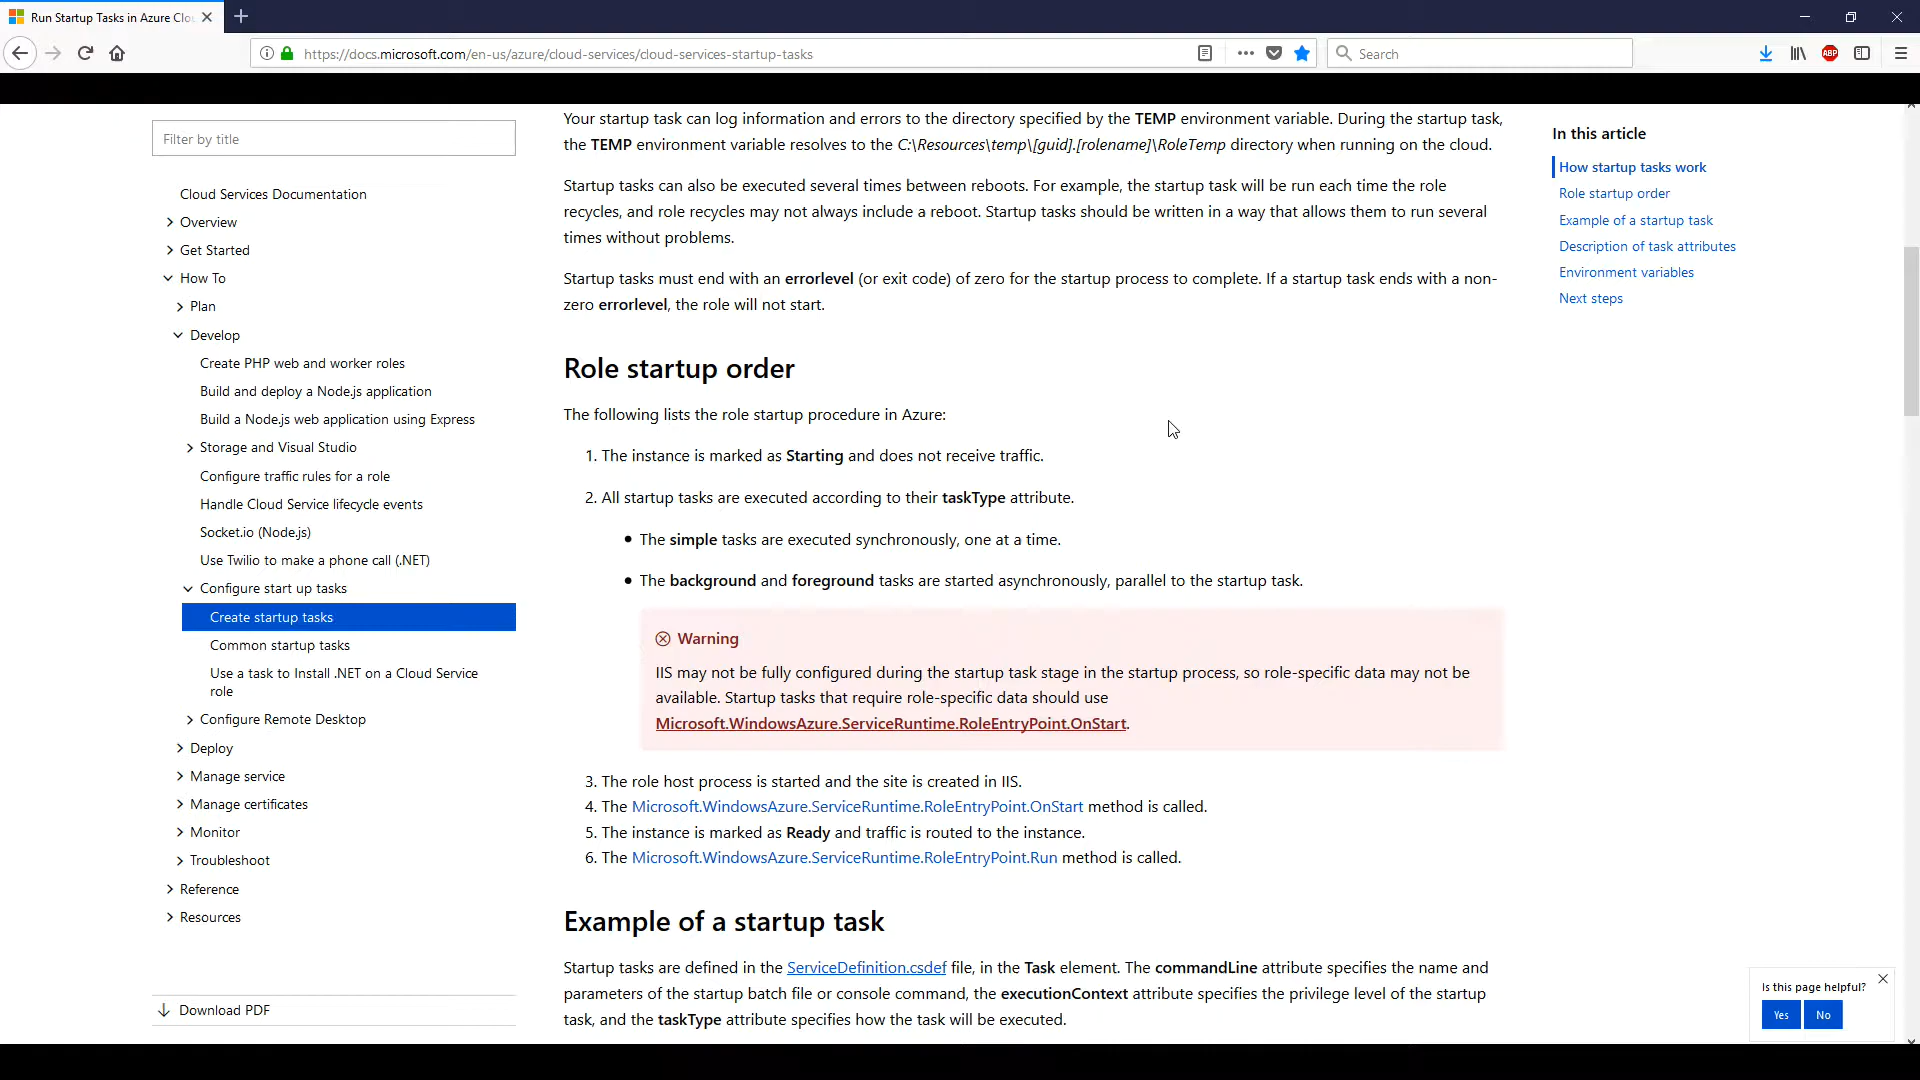 Run Startup Tasks in Azure Clou
https://docs.microsoft.com/en-us/azure/cloud-services/cloud-services-startup-tasks
Search
ABP
Filter by title
Cloud Services Documentation
Overview
Get Started
How To
Plan
Develop
Create PHP web and worker roles
Build and deploy a Node.js application
Build a Node.js web application using Express
Storage and Visual Studio
Configure traffic rules for a role
Handle Cloud Service lifecycle events
Socket.io (Node.js)
Use Twilio to make a phone call (.NET)
Configure start up tasks
Create startup tasks
Common startup tasks
Use a task to Install .NET on a Cloud Service
role
Configure Remote Desktop
Deploy
Manage service
Manage certificates
Monitor
Troubleshoot
Reference
Resources
Download PDF
Your startup task can log information and errors to the directory specified by the TEMP environment variable. During the startup task,
the TEMP environment variable resolves to the C:\Resources\temp\[guid].[rolename]\RoleTemp directory when running on the cloud.
Startup tasks can also be executed several times between reboots. For example, the startup task will be run each time the role
recycles, and role recycles may not always include a reboot. Startup tasks should be written in a way that allows them to run several
times without problems.
Startup tasks must end with an errorlevel (or exit code) of zero for the startup process to complete. If a startup task ends with a non-
zero errorlevel, the role will not start.
Role startup order
The following lists the role startup procedure in Azure:
1. The instance is marked as Starting and does not receive traffic.
2. All startup tasks are executed according to their taskType attribute.
• The simple tasks are executed synchronously, one at a time.
• The background and foreground tasks are started asynchronously, parallel to the startup task.
Warning
IIS may not be fully configured during the startup task stage in the startup process, so role-specific data may not be
available. Startup tasks that require role-specific data should use
Microsoft.WindowsAzure.ServiceRuntime.RoleEntryPoint.OnStart.
3. The role host process is started and the site is created in IIS.
4. The Microsoft.WindowsAzure.ServiceRuntime.RoleEntryPoint.OnStart method is called.
5. The instance is marked as Ready and traffic is routed to the instance.
6. The Microsoft.WindowsAzure.ServiceRuntime.RoleEntryPoint.Run method is called.
Example of a startup task
Startup tasks are defined in the ServiceDefinition.csdef file, in the Task element. The commandLine attribute specifies the name and
parameters of the startup batch file or console command, the executionContext attribute specifies the privilege level of the startup
task, and the taskType attribute specifies how the task will be executed.
In this article
How startup tasks work
Role startup order
Example of a startup task
Description of task attributes
Environment variables
Next steps
Is this page helpful?
Yes
No